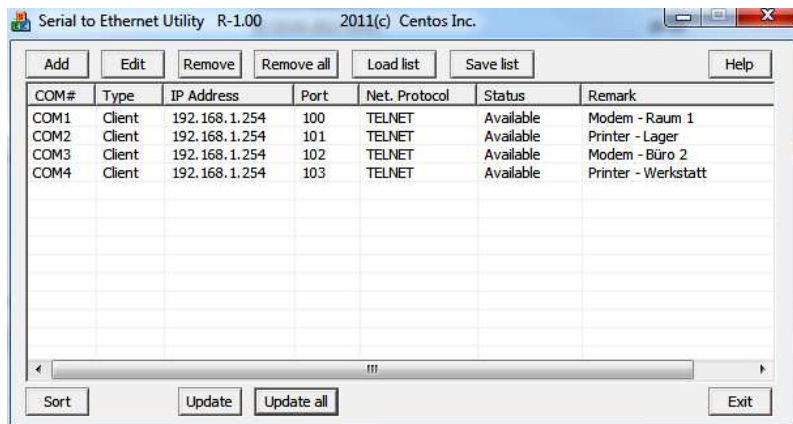 Serial to Ethernet Utility R-1.00 2011(c) Centos Inc.
Add Edit Remove Remove all Load list Save list Help
COM# Type IP Address Port Net. Protocol Status Remark
COM1 Client 192.168.1.254 100 TELNET Available Modem - Raum 1
COM2 Client 192.168.1.254 101 TELNET Available Printer - Lager
COM3 Client 192.168.1.254 102 TELNET Available Modem - Büro 2
COM4 Client 192.168.1.254 103 TELNET Available Printer - Werkstatt
Sort Update Update all Exit